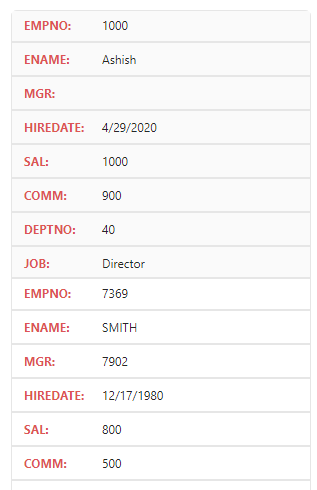 EMPNO: 1000
ENAME: Ashish
MGR:
HIREDATE: 4/29/2020
SAL: 1000
COMM: 900
DEPTNO: 40
JOB: Director
EMPNO: 7369
ENAME: SMITH
MGR: 7902
HIREDATE: 12/17/1980
SAL: 800
COMM: 500